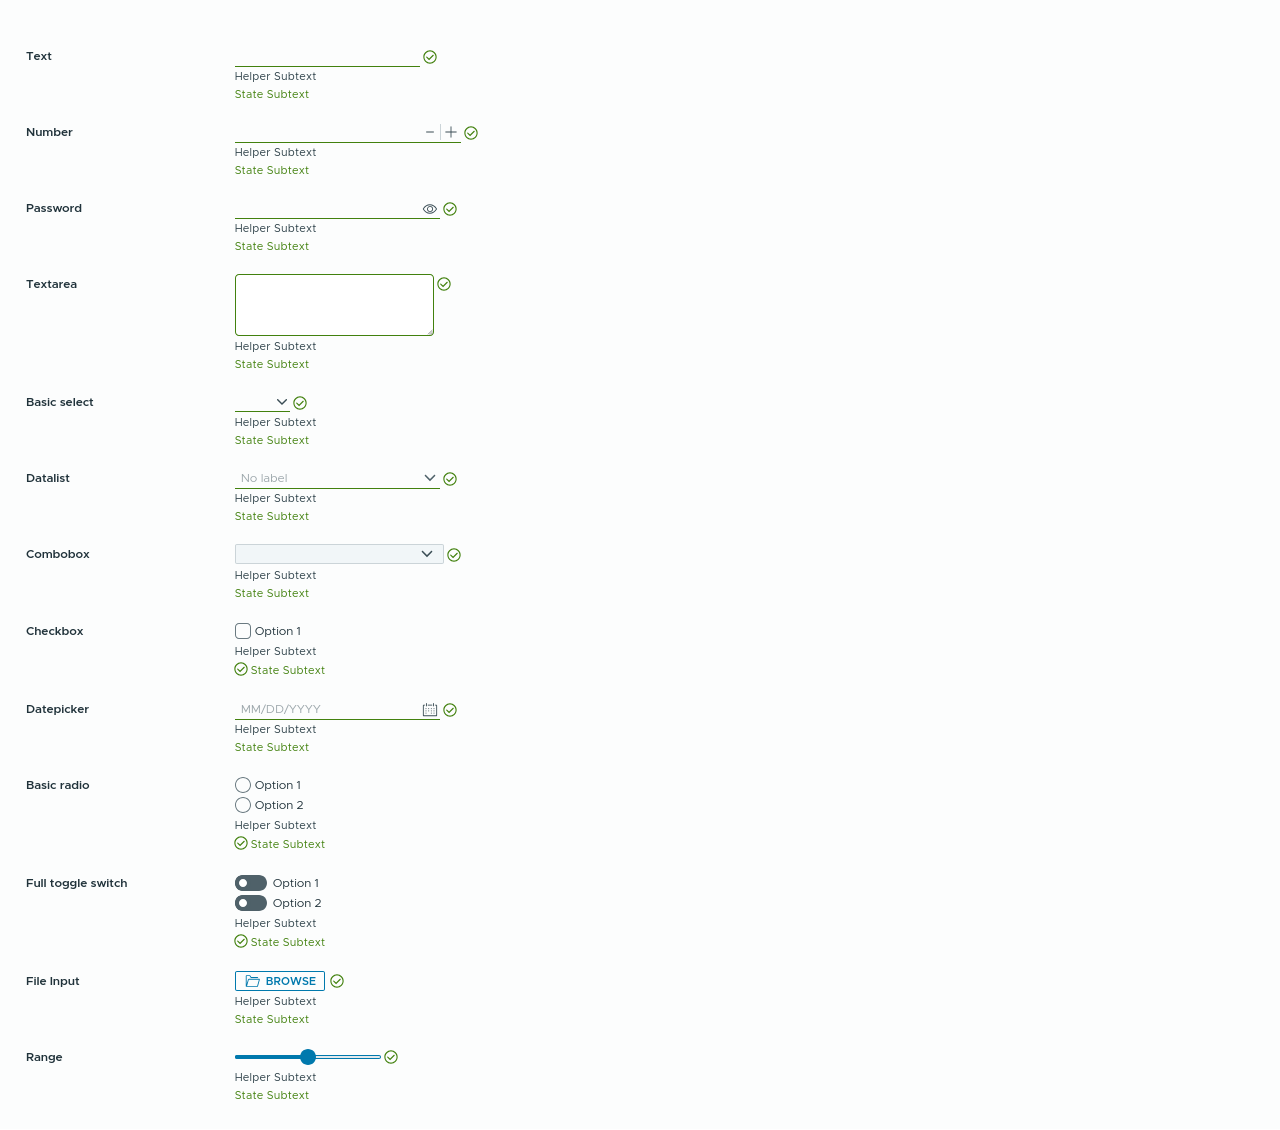 Text
Helper Subtext
State Subtext
Number
Helper Subtext
State Subtext
Password
Helper Subtext
State Subtext
Textarea
Helper Subtext
State Subtext
Basic select
Helper Subtext
State Subtext
Datalist No label
Helper Subtext
State Subtext
Combobox
Helper Subtext
State Subtext
Checkbox Option 1
Helper Subtext
State Subtext
Datepicker MM/DD/YYYY
Helper Subtext
State Subtext
Basic radio Option 1
Option 2
Helper Subtext
State Subtext
Full toggle switch Option 1
Option 2
Helper Subtext
State Subtext
File Input BROWSE
Helper Subtext
State Subtext
Range
Helper Subtext
State Subtext